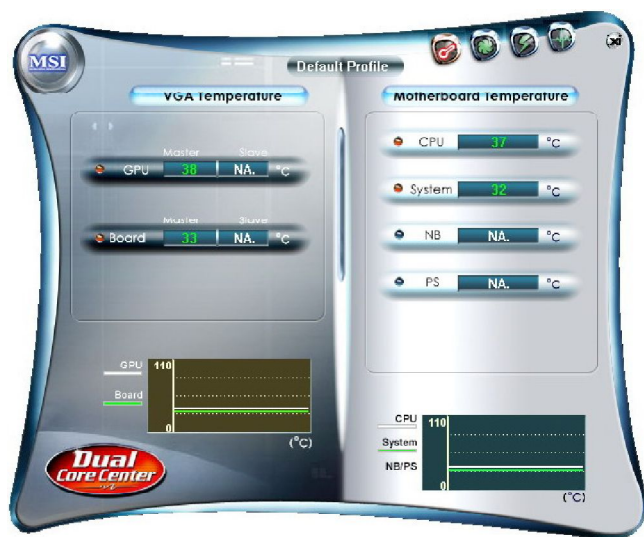 MSI
Default Profile
VGA Temperature
Master Slave
GPU 38 NA. °C
Master Slave
Board 33 NA. °C
GPU
Board
110
0
(°C)
Dual
Core Center
Motherboard Temperature
CPU 37 °C
System 32 °C
NB NA. °C
PS NA. °C
CPU
System
NB/PS
110
0
(°C)